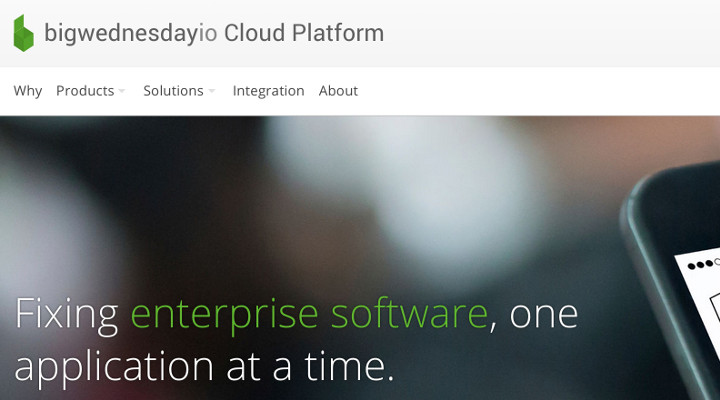 bigwednesdayio Cloud Platform
Why Products Solutions Integration About
Fixing enterprise software, one
application at a time.